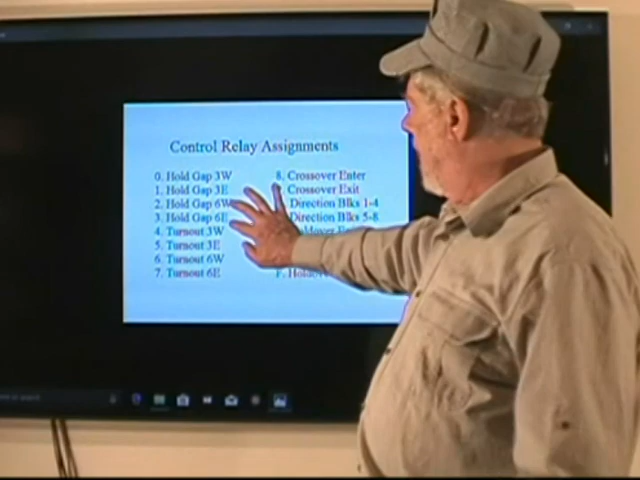 Control Relay Assignments
0. Hold Gap 3W
1. Hold Gap 3E
2. Hold Gap 6W
3. Hold Gap 6E
4. Turnout 3W
5. Turnout 3E
6. Turnout 6W
7. Turnout 6E
8. Crossover Enter
Crossover Exit
Direction Blks 1-4
Direction Blks 5-8
F.